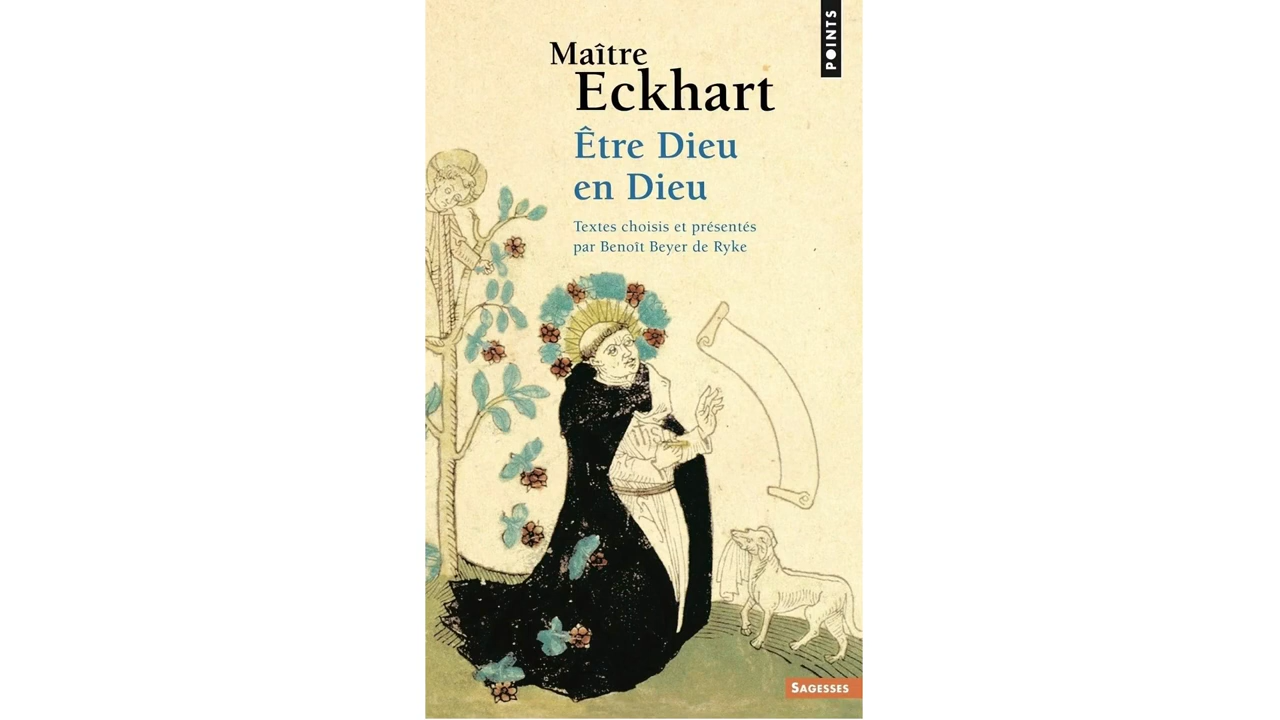 POINTS
Maître
Eckhart
Être Dieu
en Dieu
Textes choisis et présentés
par Benoît Beyer de Ryke
SAGESSES